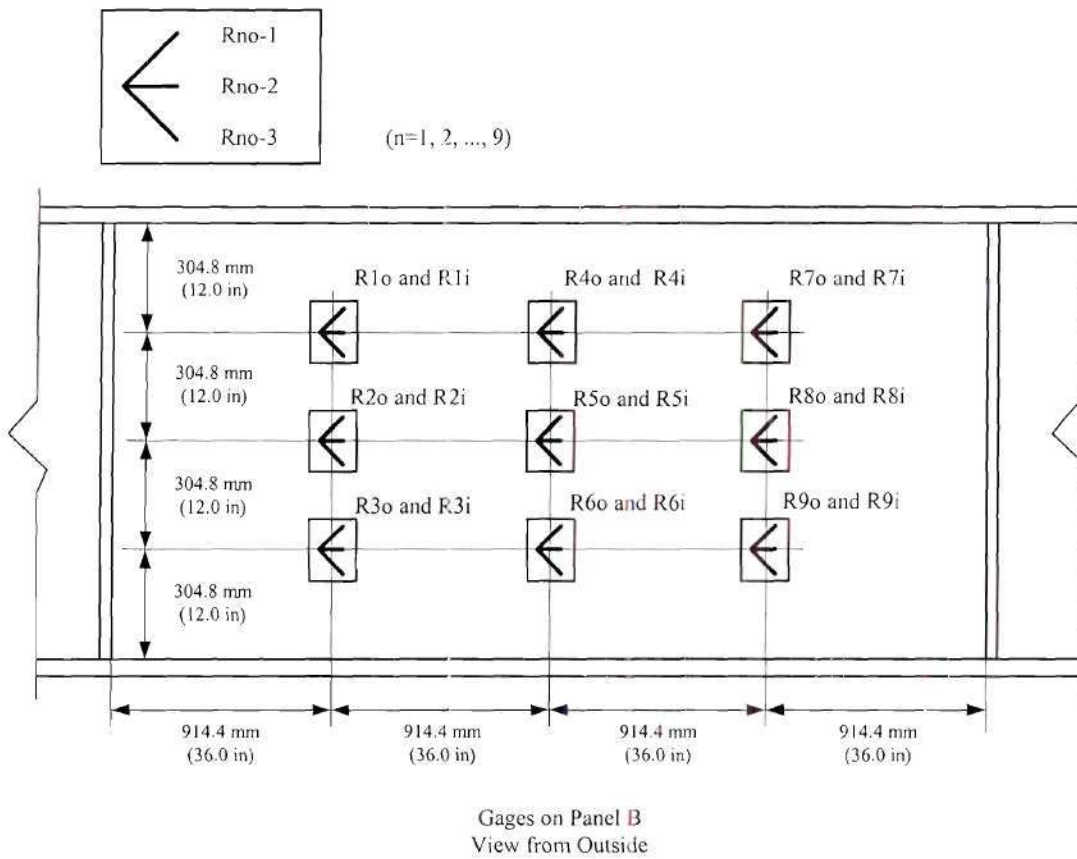 Rno-1
Rno-2
Rno-3
(n=1, 2, ..., 9)
304.8 mm
(12.0 in)
R1o and R1i
R4o and R4i
R7o and R7i
304.8 mm
(12.0 in)
R2o and R2i
R5o and R5i
R8o and R8i
304.8 mm
(12.0 in)
R3o and R3i
R6o and R6i
R9o and R9i
304.8 mm
(12.0 in)
914.4 mm
(36.0 in)
914.4 mm
(36.0 in)
914.4 mm
(36.0 in)
914.4 mm
(36.0 in)
Gages on Panel B
View from Outside